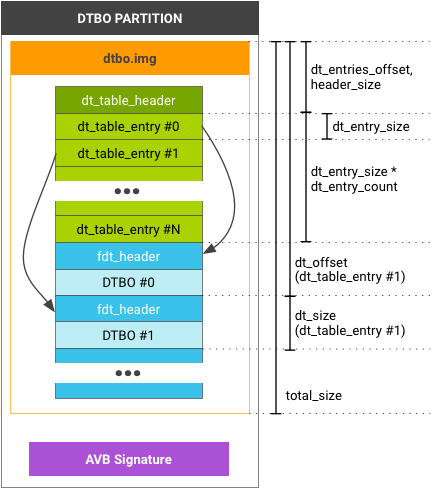 DTBO PARTITION
dtbo.img
dt_table_header
dt_table_entry #0
dt_table_entry #1
dt_table_entry #N
fdt_header
DTBO #0
fdt_header
DTBO #1
AVB Signature
dt_entries_offset,
header_size
dt_entry_size
dt_entry_size *
dt_entry_count
dt_offset
(dt_table_entry #1)
dt_size
(dt_table_entry #1)
total_size